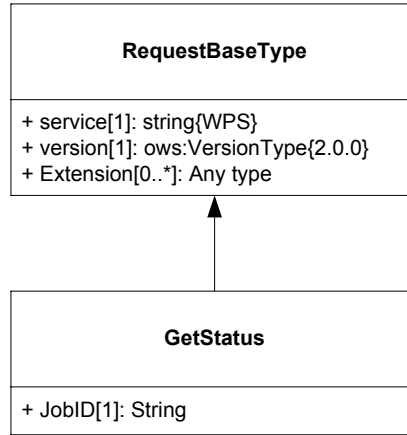 RequestBaseType
+ service[1]: string{WPS}
+ version[1]: ows:VersionType{2.0.0}
+ Extension[0..*]: Any type
GetStatus
+ JobID[1]: String